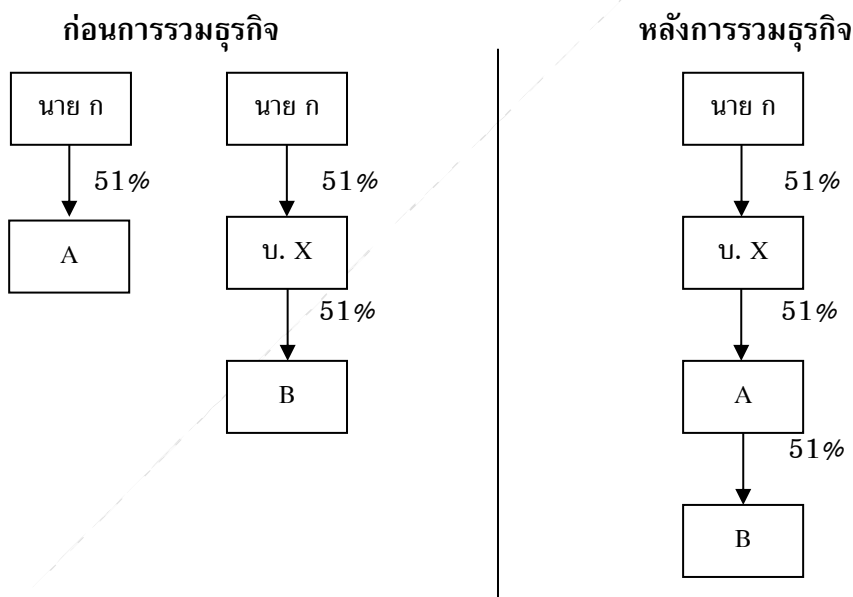 ก่อนการรวมธุรกิจ
หลังการรวมธุรกิจ
นาย ก
นาย ก
นาย ก
51%
51%
51%
A
บ. X
บ. X
51%
51%
B
A
51%
B